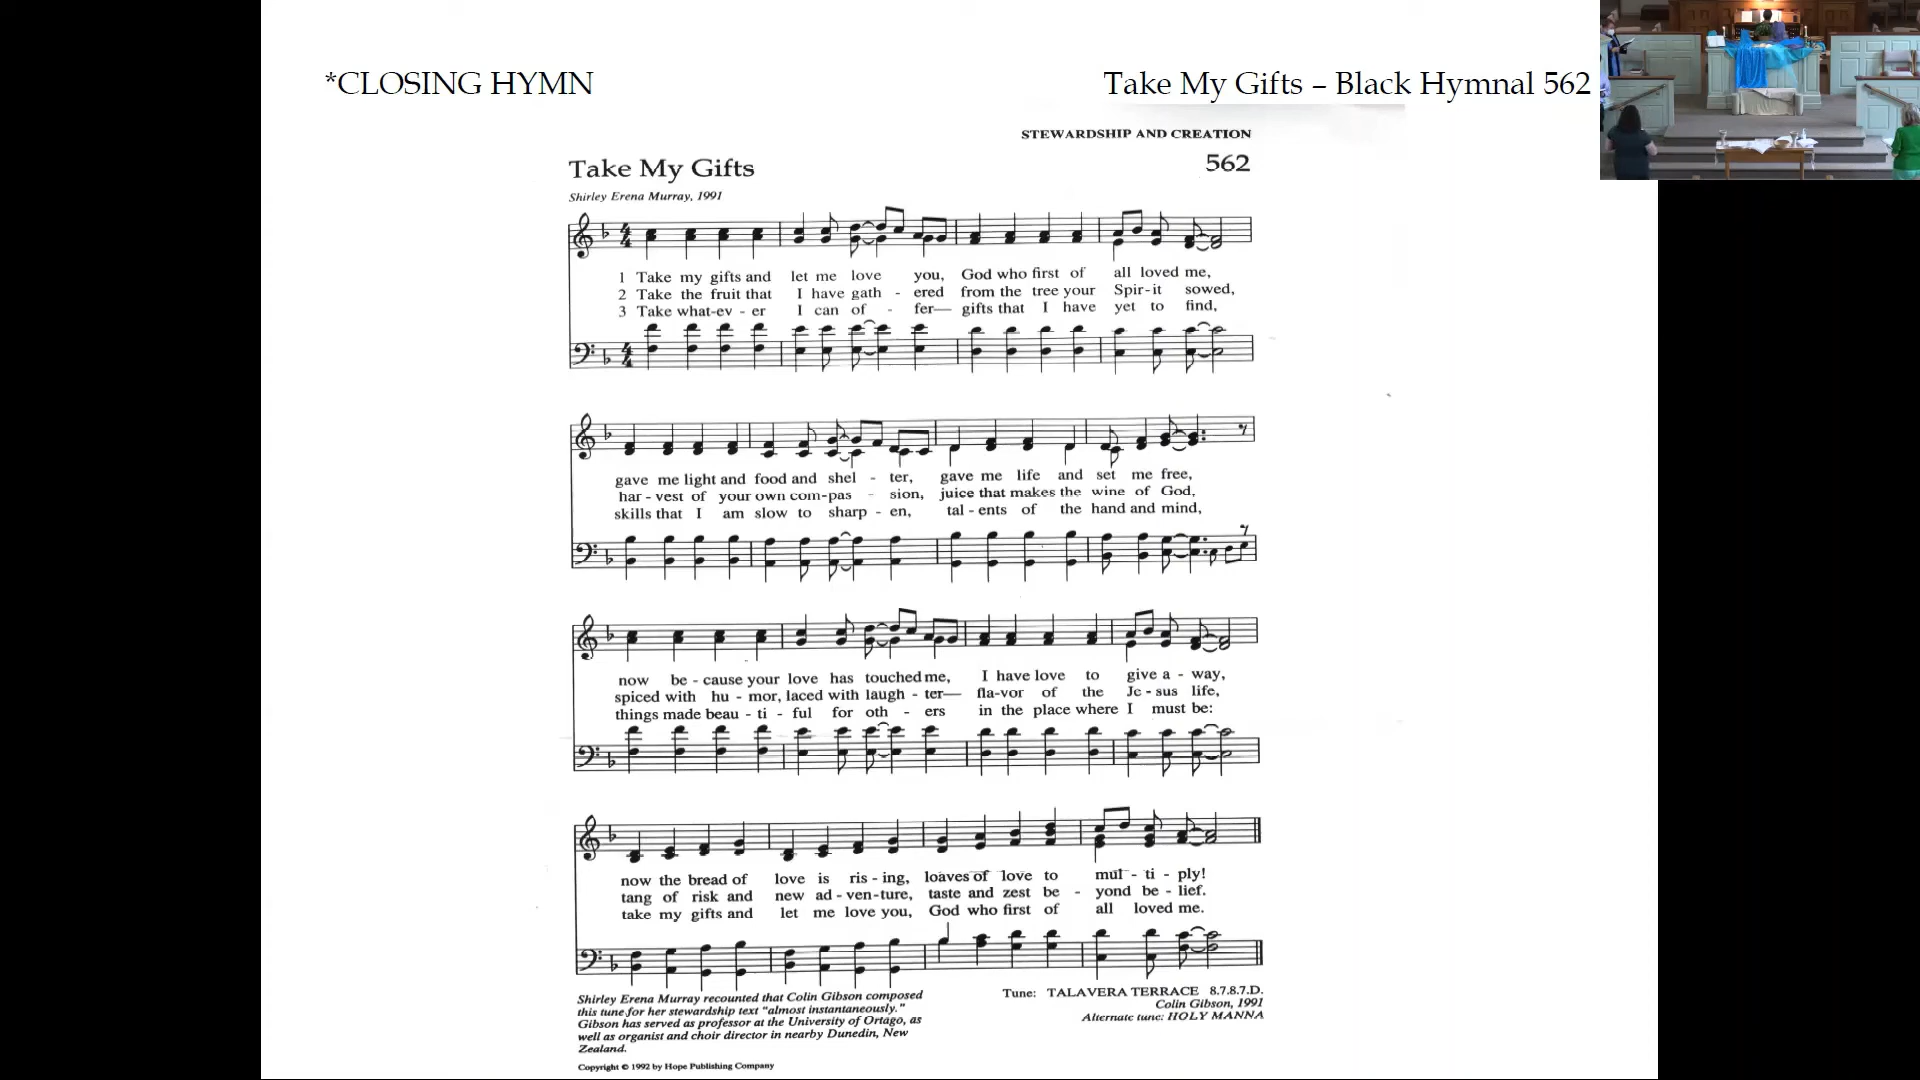 *CLOSING HYMN
Take My Gifts – Black Hymnal 562
STEWARDSHIP AND CREATION
Take My Gifts
562
Shirley Erena Murray, 1991
1 Take my gifts and let me love you, God who first of all loved me,
2 Take the fruit that I have gath - ered from the tree your Spir-it sowed,
3 Take what-ev - er I can of - fer— gifts that I have yet to find,
gave me light and food and shel - ter, gave me life and set me free,
har - vest of your own com-pas - sion, juice that makes the wine of God,
skills that I am slow to sharp - en, tal - ents of the hand and mind,
now be - cause your love has touched me, I have love to give a - way,
spiced with hu - mor, laced with laugh - ter— fla-vor of the Je - sus life,
things made beau - ti - ful for oth - ers in the place where I must be:
now the bread of love is ris - ing, loaves of love to mul - ti - ply!
tang of risk and new ad - ven-ture, taste and zest be - yond be - lief.
take my gifts and let me love you, God who first of all loved me.
Shirley Erena Murray recounted that Colin Gibson composed
this tune for her stewardship text "almost instantaneously."
Gibson has served as professor at the University of Ortago, as
well as organist and choir director in nearby Dunedin, New
Zealand.
Tune: TALAVERA TERRACE 8.7.8.7.D.
Colin Gibson, 1991
Alternate tune: HOLY MANNA
Copyright © 1992 by Hope Publishing Company